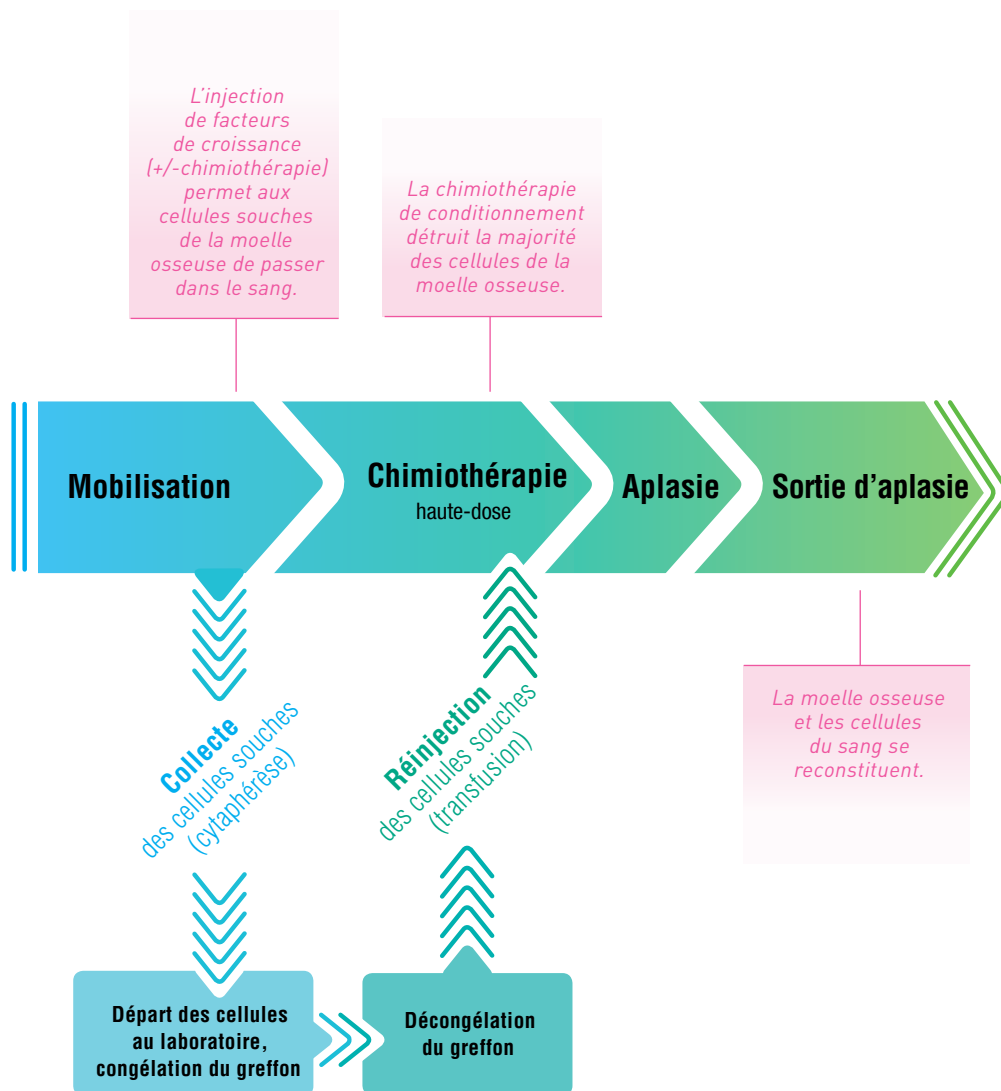 L'injection
de facteurs
de croissance
(+/-chimiothérapie)
permet aux
cellules souches
de la moelle
osseuse de passer
dans le sang.
La chimiothérapie
de conditionnement
détruit la majorité
des cellules de la
moelle osseuse.
Mobilisation
Chimiothérapie
haute-dose
Aplasie
Sortie d'aplasie
Collecte
des cellules souches
(cytaphérèse)
Réinjection
des cellules souches
(transfusion)
La moelle osseuse
et les cellules
du sang se
reconstituent.
Départ des cellules
au laboratoire,
congélation du greffon
Décongélation
du greffon